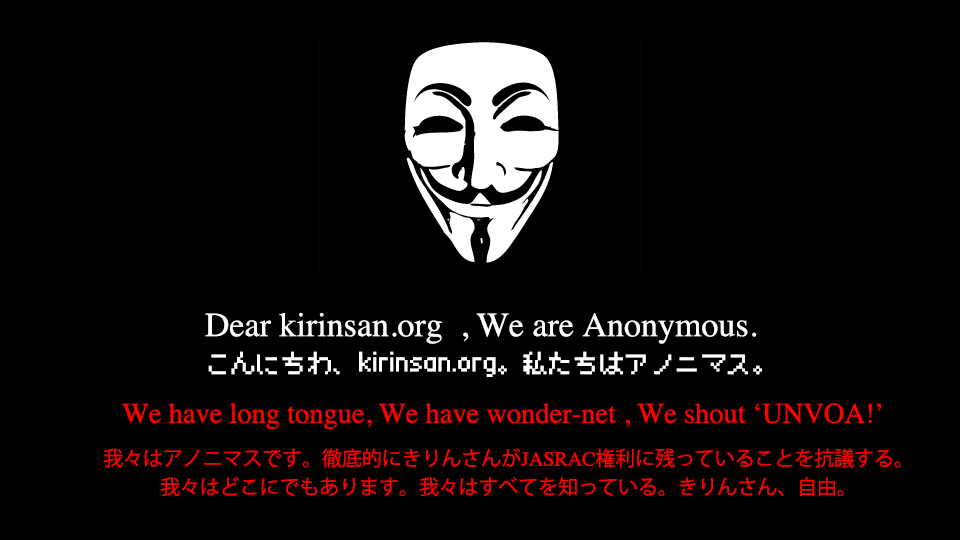 Dear kirinsan.org , We are Anonymous.
こんにちわ、kirinsan.org。私たちはアノニマス。
We have long tongue, We have wonder-net , We shout ‘UNVOA!’
我々はアノニマスです。徹底的にきりんさんがJASRAC権利に残っていることを抗議する。
我々はどこにでもあります。我々はすべてを知っている。きりんさん、自由。